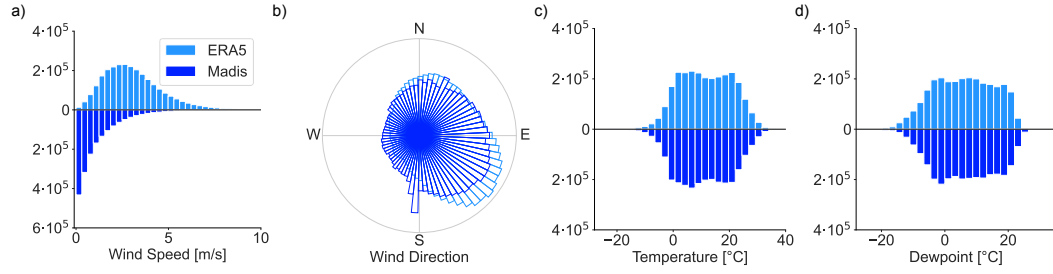 a)
4·10⁵
2·10⁵
0
2·10⁵
4·10⁵
6·10⁵
ERA5
Madis
0 5 10
Wind Speed [m/s]
b)
N
W E
S
Wind Direction
c)
4·10⁵
2·10⁵
0
2·10⁵
4·10⁵
−20 0 20 40
Temperature [°C]
d)
4·10⁵
2·10⁵
0
2·10⁵
4·10⁵
−20 0 20
Dewpoint [°C]